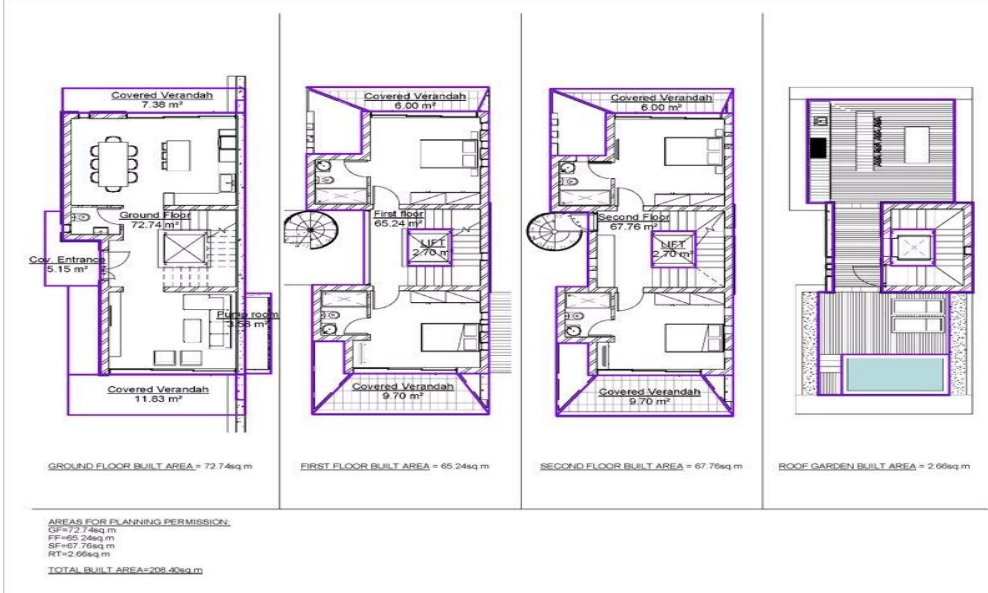 Covered Verandah
7.38 m²
Ground Floor
72.74 m²
Cov. Entrance
5.15 m²
Pump room
3.58 m²
Covered Verandah
11.83 m²
GROUND FLOOR BUILT AREA = 72.74sq.m
Covered Verandah
6.00 m²
First floor
65.24 m²
LIFT
2.70 m²
Covered Verandah
9.70 m²
FIRST FLOOR BUILT AREA = 65.24sq.m
Covered Verandah
6.00 m²
Second Floor
67.76 m²
LIFT
2.70 m²
Covered Verandah
9.70 m²
SECOND FLOOR BUILT AREA = 67.76sq.m
ROOF GARDEN BUILT AREA = 2.66sq.m
AREAS FOR PLANNING PERMISSION:
GF=72.74sq.m
FF=65.24sq.m
SF=67.76sq.m
RT=2.66sq.m
TOTAL BUILT AREA=208.40sq.m